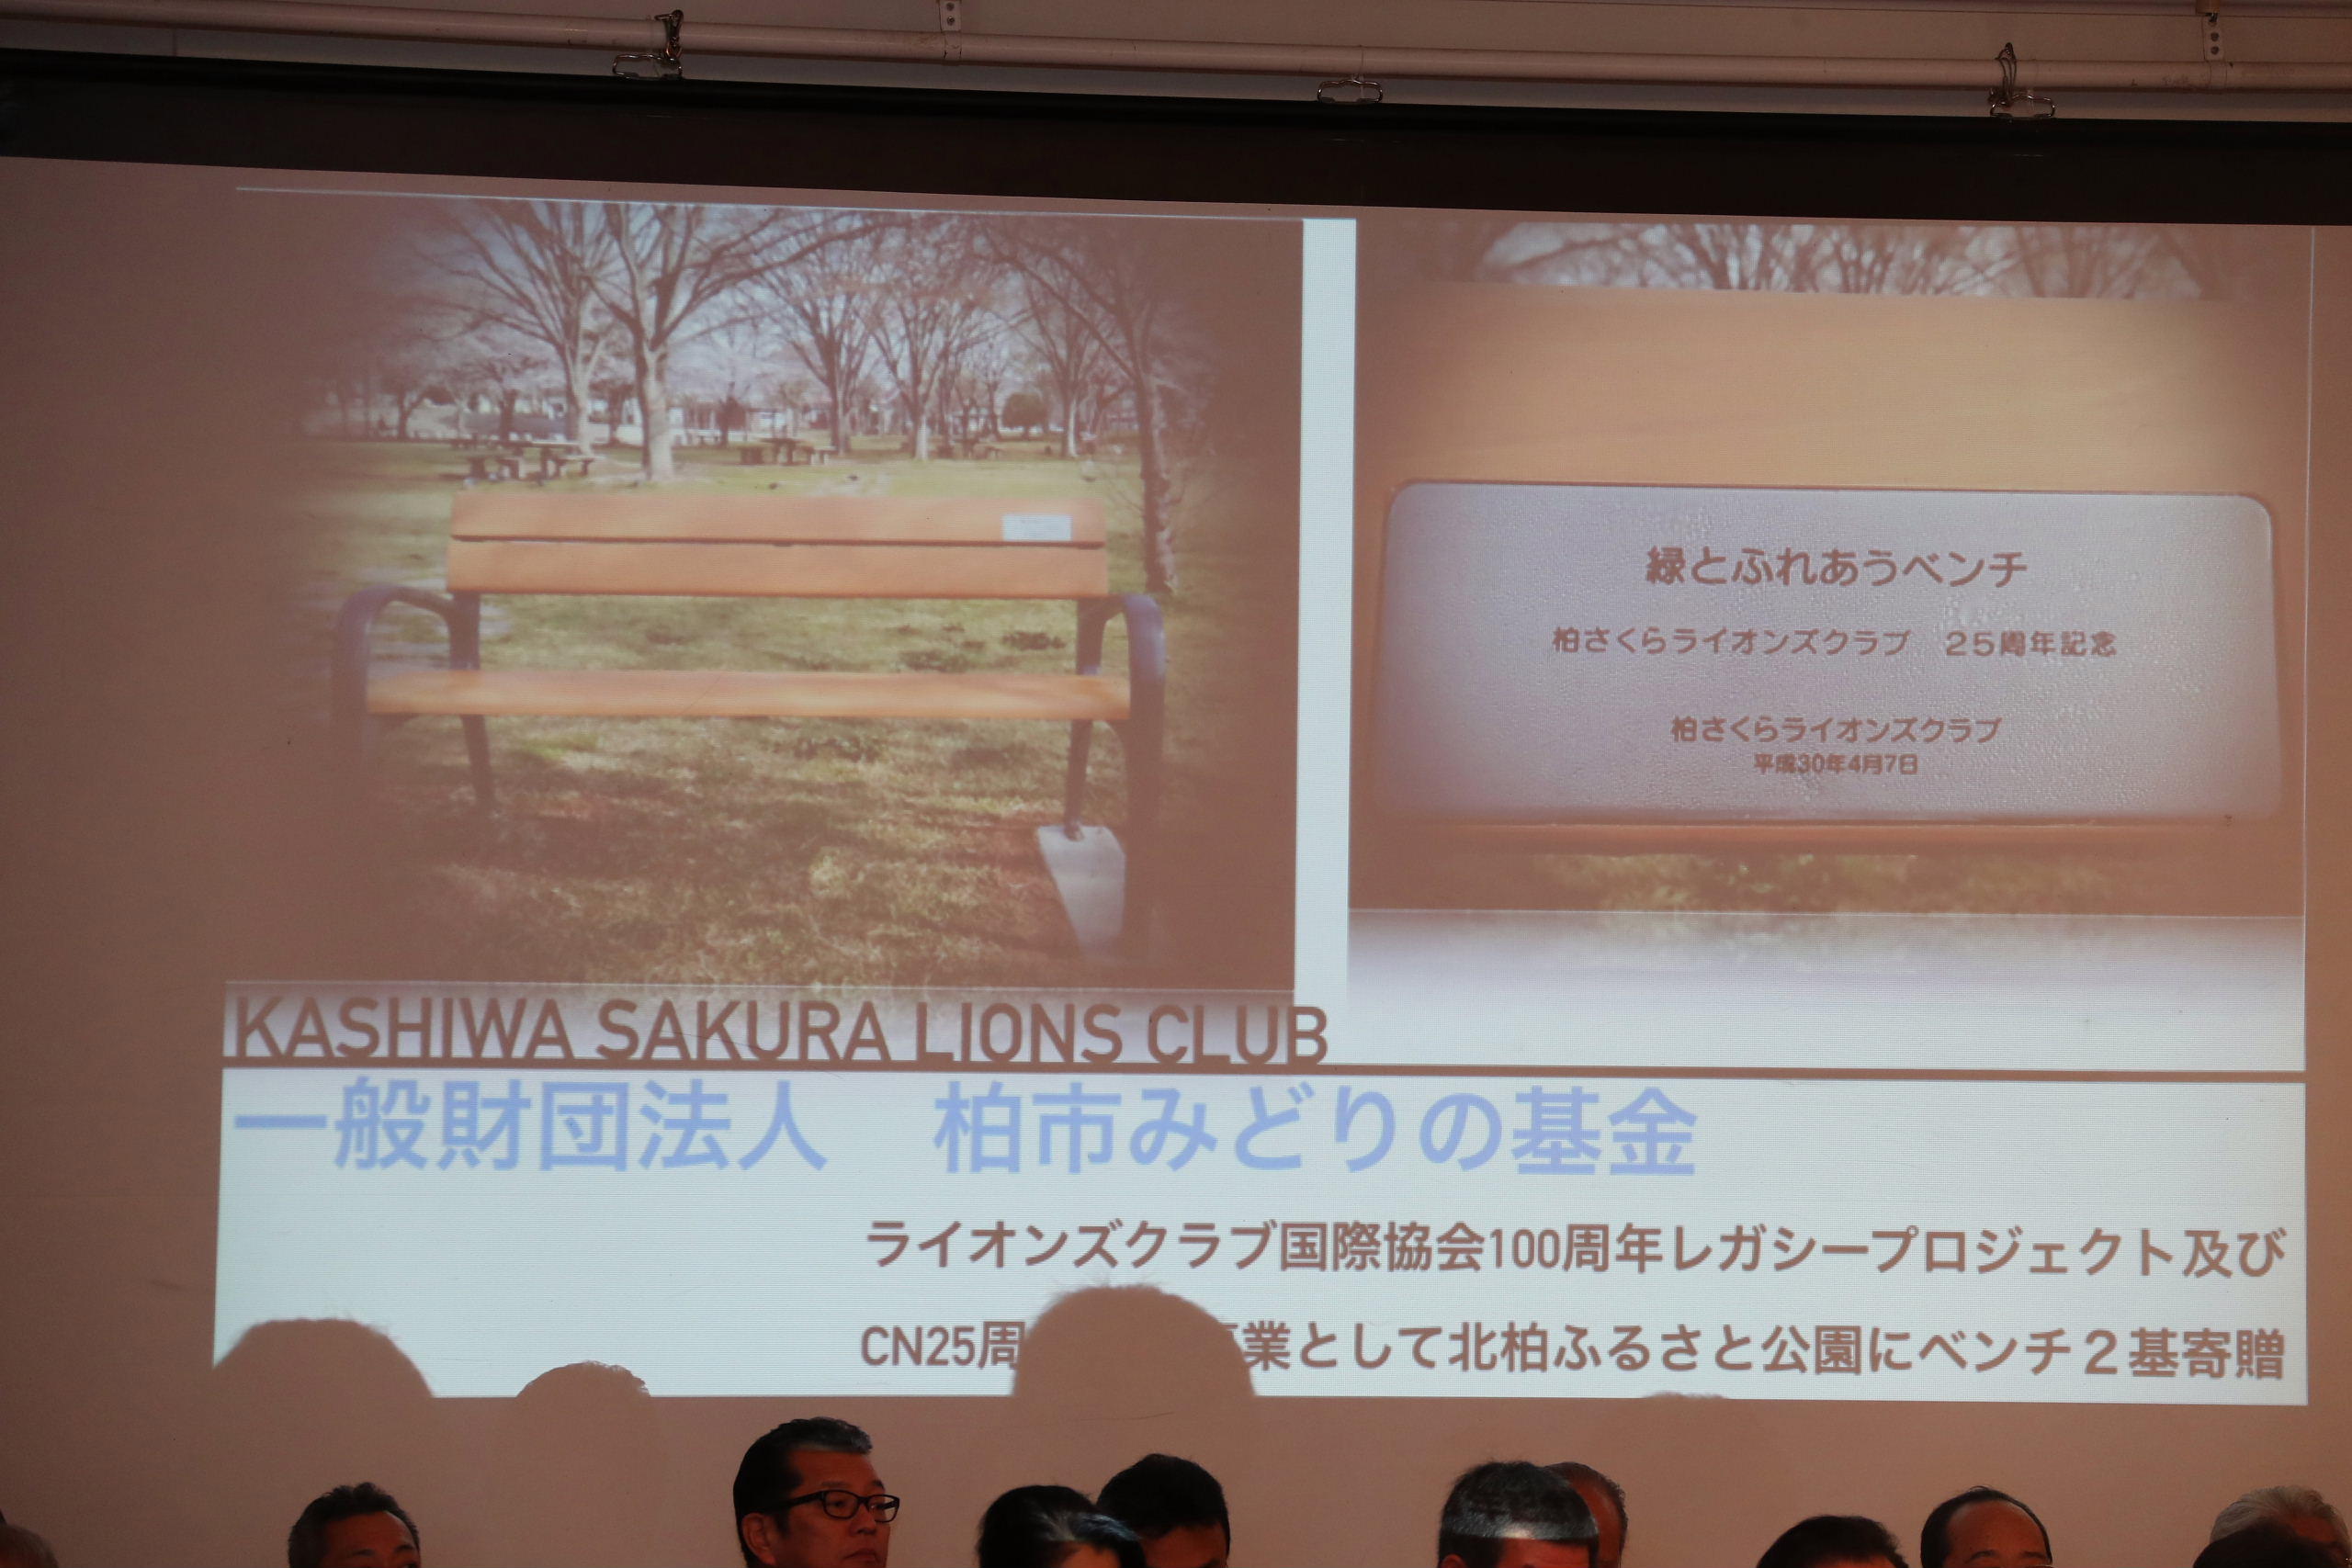 緑とふれあうベンチ
柏さくらライオンズクラブ　25周年記念
柏さくらライオンズクラブ
平成30年4月7日
KASHIWA SAKURA LIONS CLUB
一般財団法人　柏市みどりの基金
ライオンズクラブ国際協会100周年レガシープロジェクト及び
CN25周 業として北柏ふるさと公園にベンチ２基寄贈